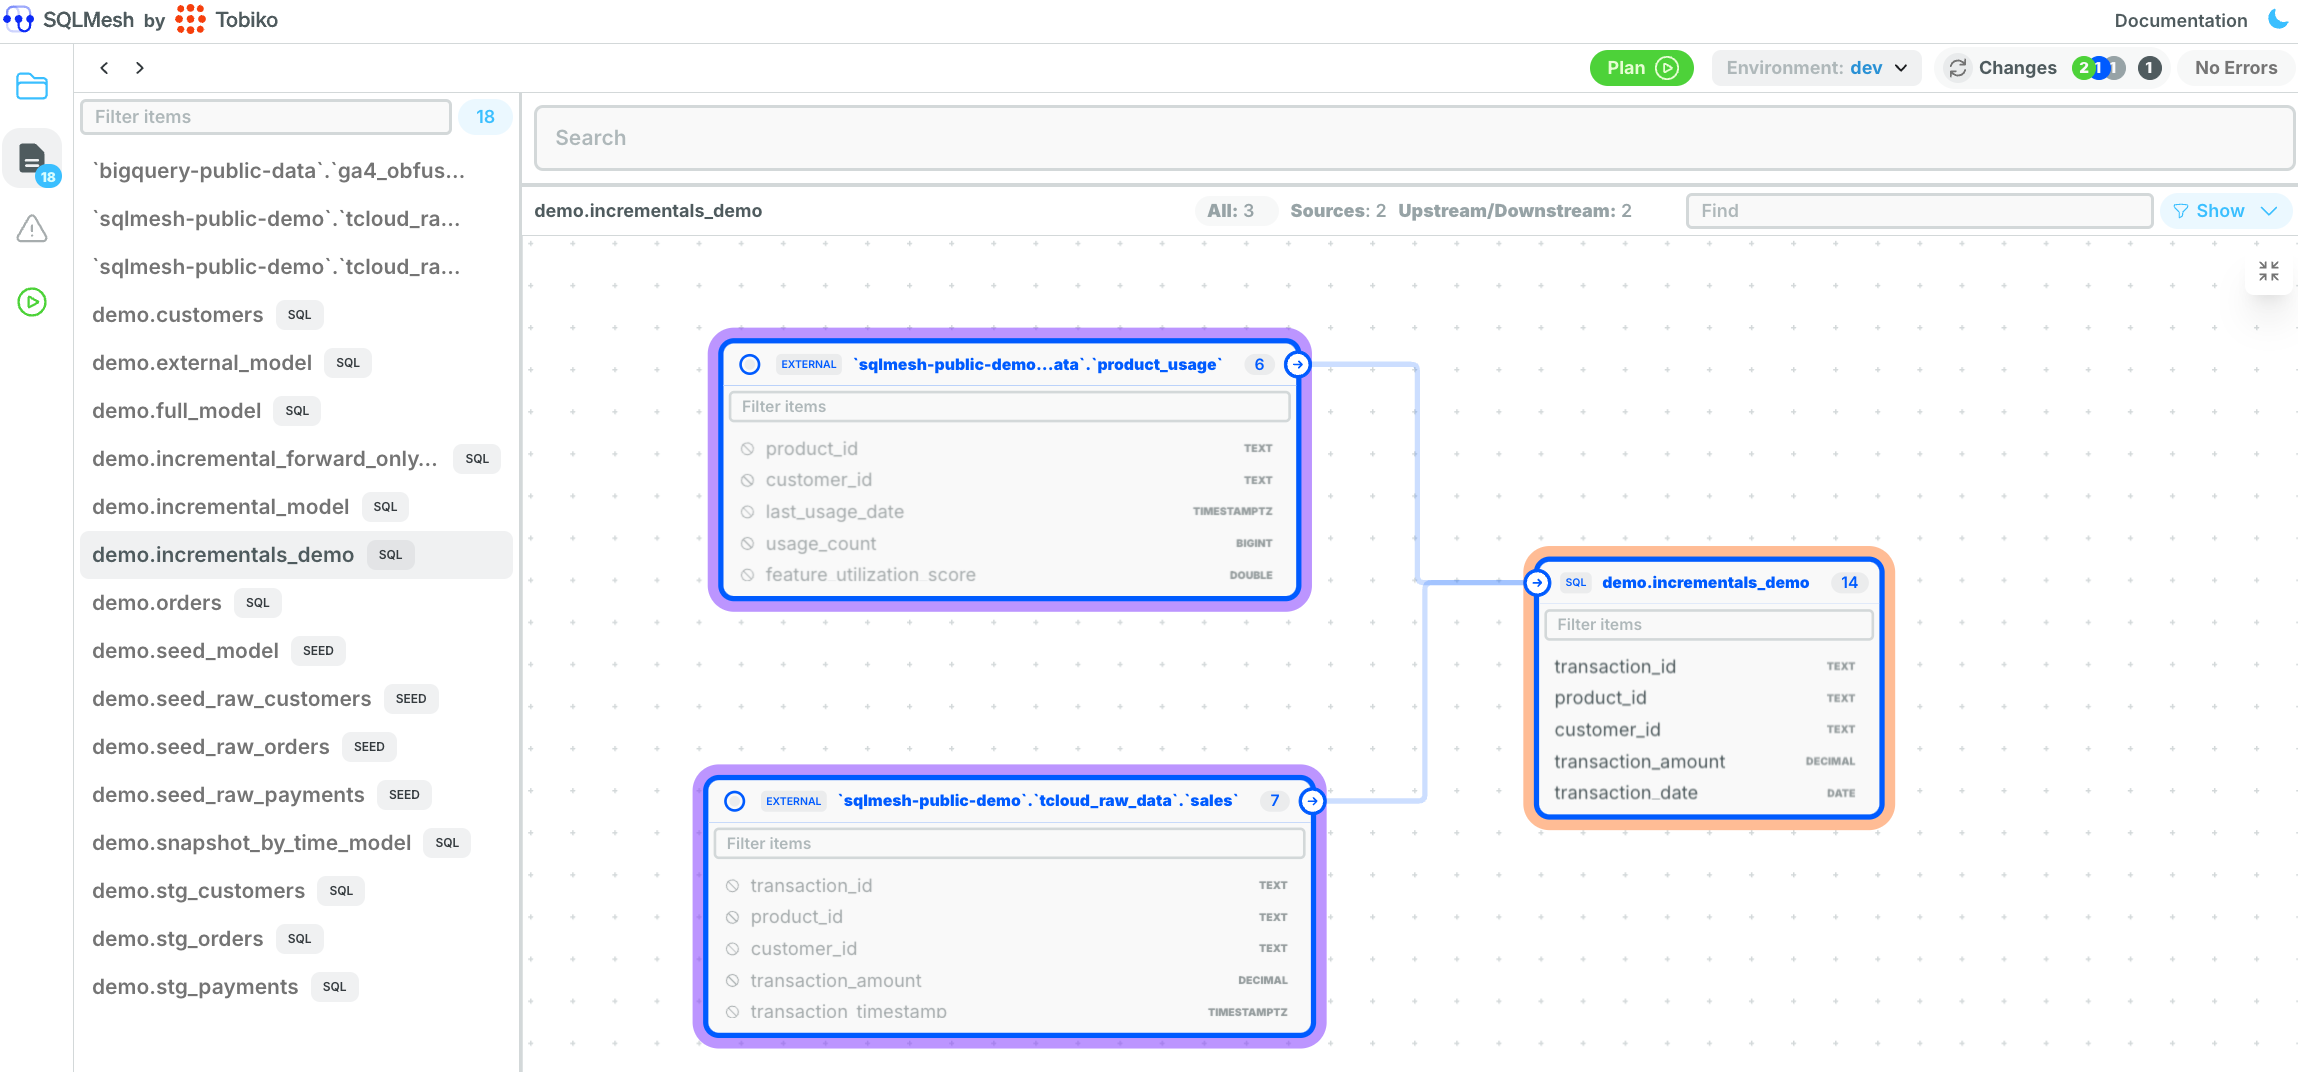 SQLMesh by Tobiko
Documentation
Plan
Environment: dev
Changes
2 1 1 1
No Errors
18
Filter items
18
`bigquery-public-data`.`ga4_obfus...
`sqlmesh-public-demo`.`tcloud_ra...
`sqlmesh-public-demo`.`tcloud_ra...
demo.customers SQL
demo.external_model SQL
demo.full_model SQL
demo.incremental_forward_only... SQL
demo.incremental_model SQL
demo.incrementals_demo SQL
demo.orders SQL
demo.seed_model SEED
demo.seed_raw_customers SEED
demo.seed_raw_orders SEED
demo.seed_raw_payments SEED
demo.snapshot_by_time_model SQL
demo.stg_customers SQL
demo.stg_orders SQL
demo.stg_payments SQL
Search
demo.incrementals_demo
All: 3 Sources: 2 Upstream/Downstream: 2
Find
Show
EXTERNAL `sqlmesh-public-demo...ata`.`product_usage` 6
Filter items
product_id TEXT
customer_id TEXT
last_usage_date TIMESTAMPTZ
usage_count BIGINT
feature_utilization_score DOUBLE
EXTERNAL `sqlmesh-public-demo`.`tcloud_raw_data`.`sales` 7
Filter items
transaction_id TEXT
product_id TEXT
customer_id TEXT
transaction_amount DECIMAL
transaction_timestamp TIMESTAMPTZ
SQL demo.incrementals_demo 14
Filter items
transaction_id TEXT
product_id TEXT
customer_id TEXT
transaction_amount DECIMAL
transaction_date DATE